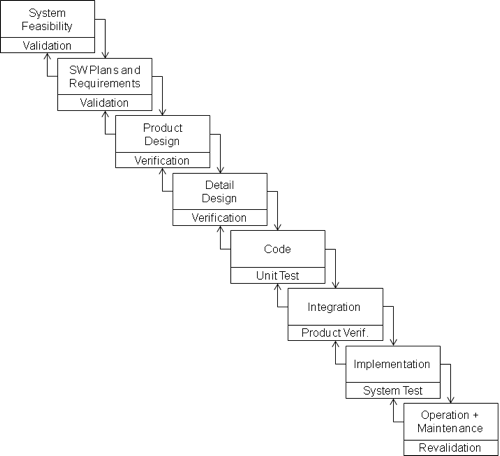 System
Feasibility
Validation
SW Plans and
Requirements
Validation
Product
Design
Verification
Detail
Design
Verification
Code
Unit Test
Integration
Product Verif.
Implementation
System Test
Operation +
Maintenance
Revalidation